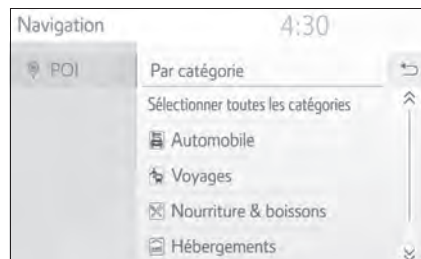 Navigation
4:30
POI
Par catégorie
Sélectionner toutes les catégories
Automobile
Voyages
Nourriture & boissons
Hébergements